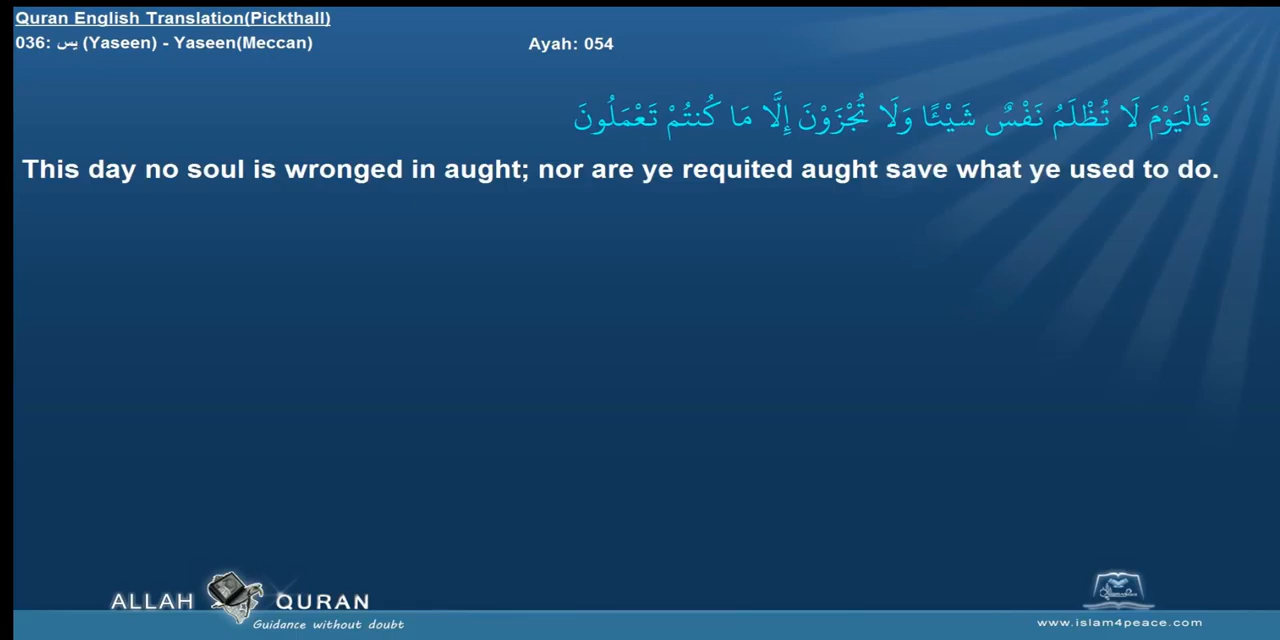 Quran English Translation(Pickthall)
036: يس (Yaseen) - Yaseen(Meccan)
Ayah: 054
فَالْيَوْمَ لَا تُظْلَمُ نَفْسٌ شَيْئًا وَلَا تُجْزَوْنَ إِلَّا مَا كُنتُمْ تَعْمَلُونَ
This day no soul is wronged in aught; nor are ye requited aught save what ye used to do.
ALLAH QURAN
Guidance without doubt
www.islam4peace.com